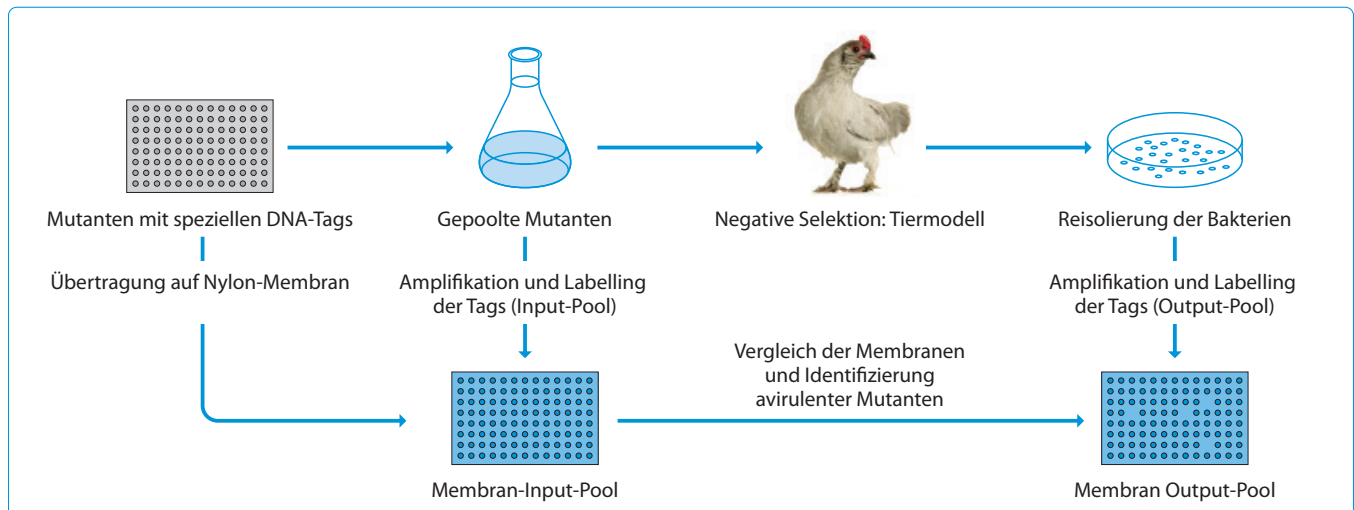 Mutanten mit speziellen DNA-Tags
Gepoolte Mutanten
Negative Selektion: Tiermodell
Reisolierung der Bakterien
Übertragung auf Nylon-Membran
Amplifikation und Labelling
der Tags (Input-Pool)
Amplifikation und Labelling
der Tags (Output-Pool)
Vergleich der Membranen
und Identifizierung
avirulenter Mutanten
Membran-Input-Pool
Membran Output-Pool